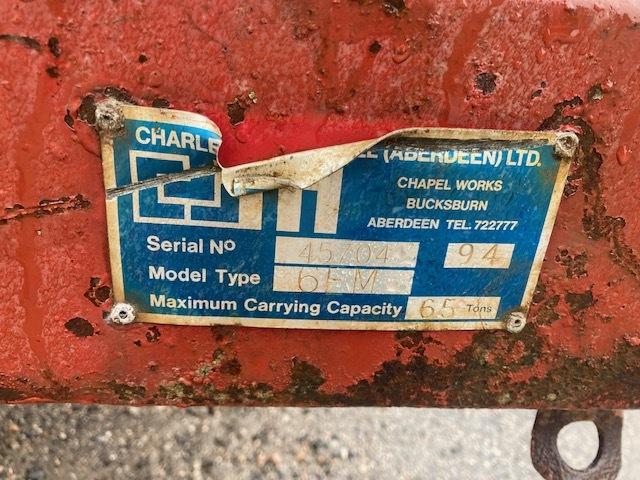 CHARLE
(ABERDEEN) LTD.
CHAPEL WORKS
BUCKSBURN
ABERDEEN TEL. 722777
Serial No 94
Model Type
Maximum Carrying Capacity 65 Tons